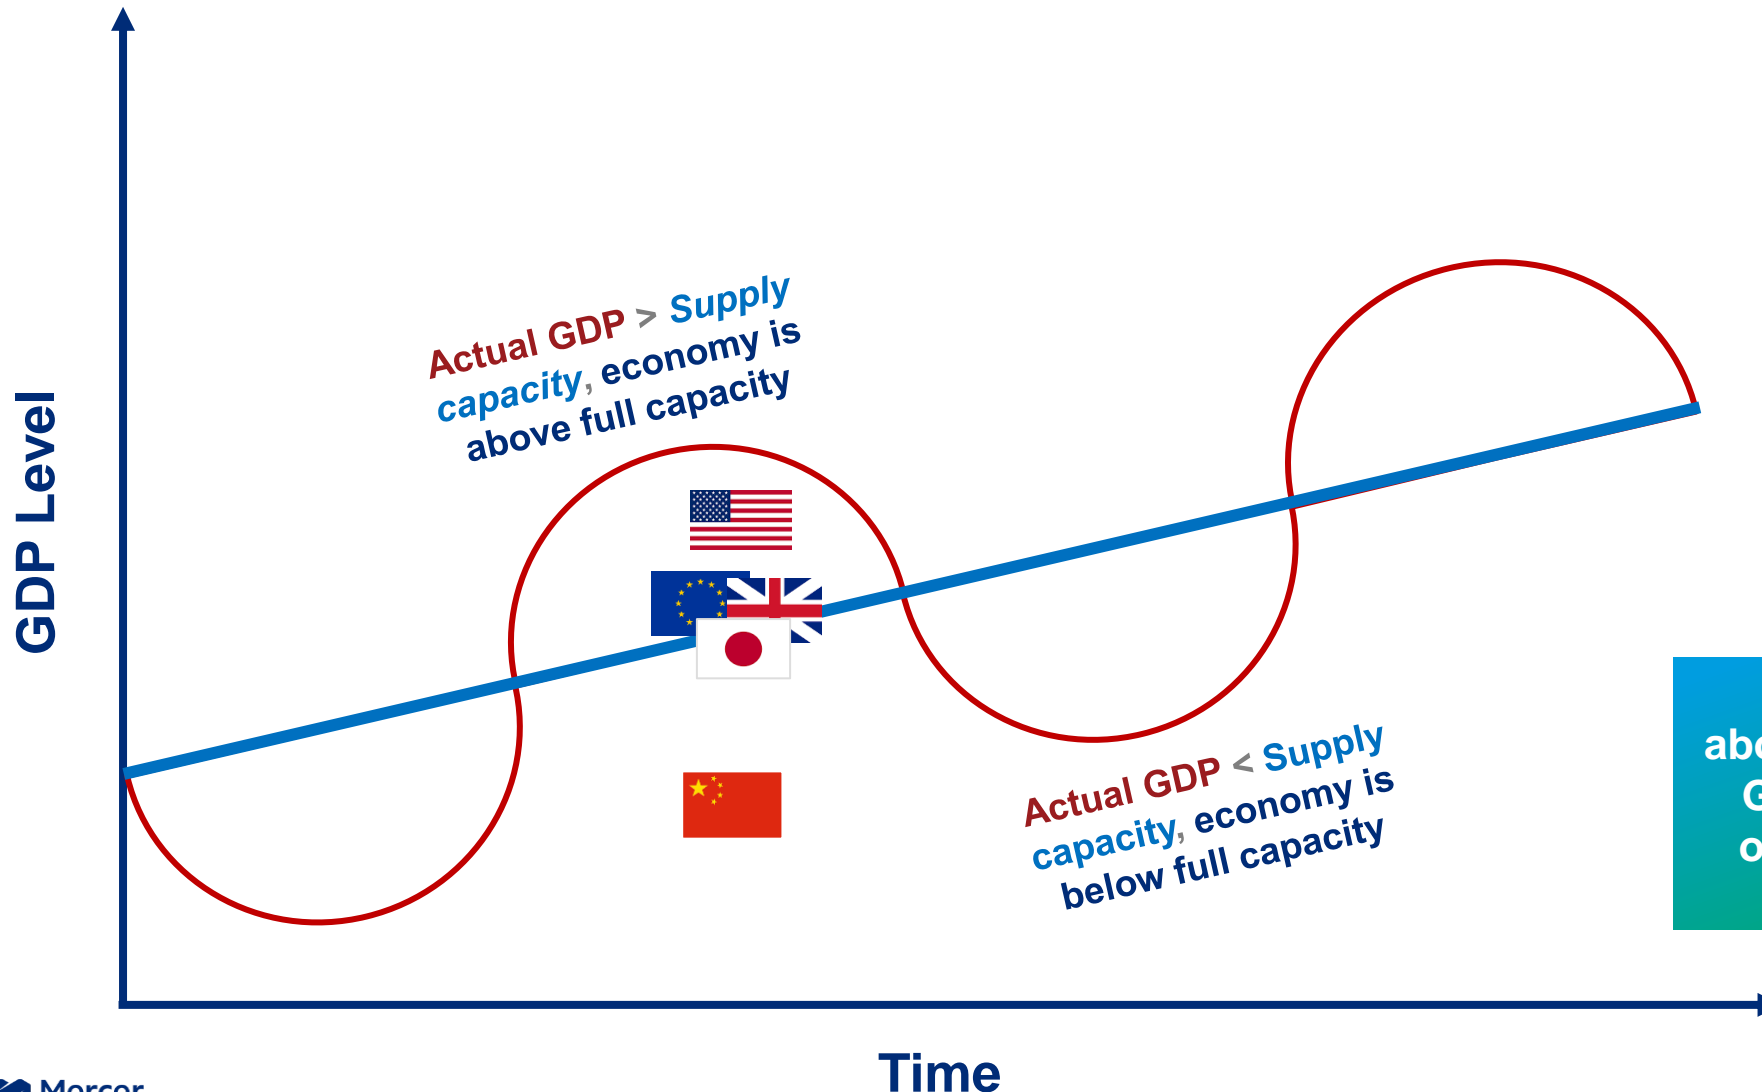 GDP Level
Actual GDP > Supply
capacity, economy is
above full capacity
Actual GDP < Supply
capacity, economy is
below full capacity
Time
Mercer